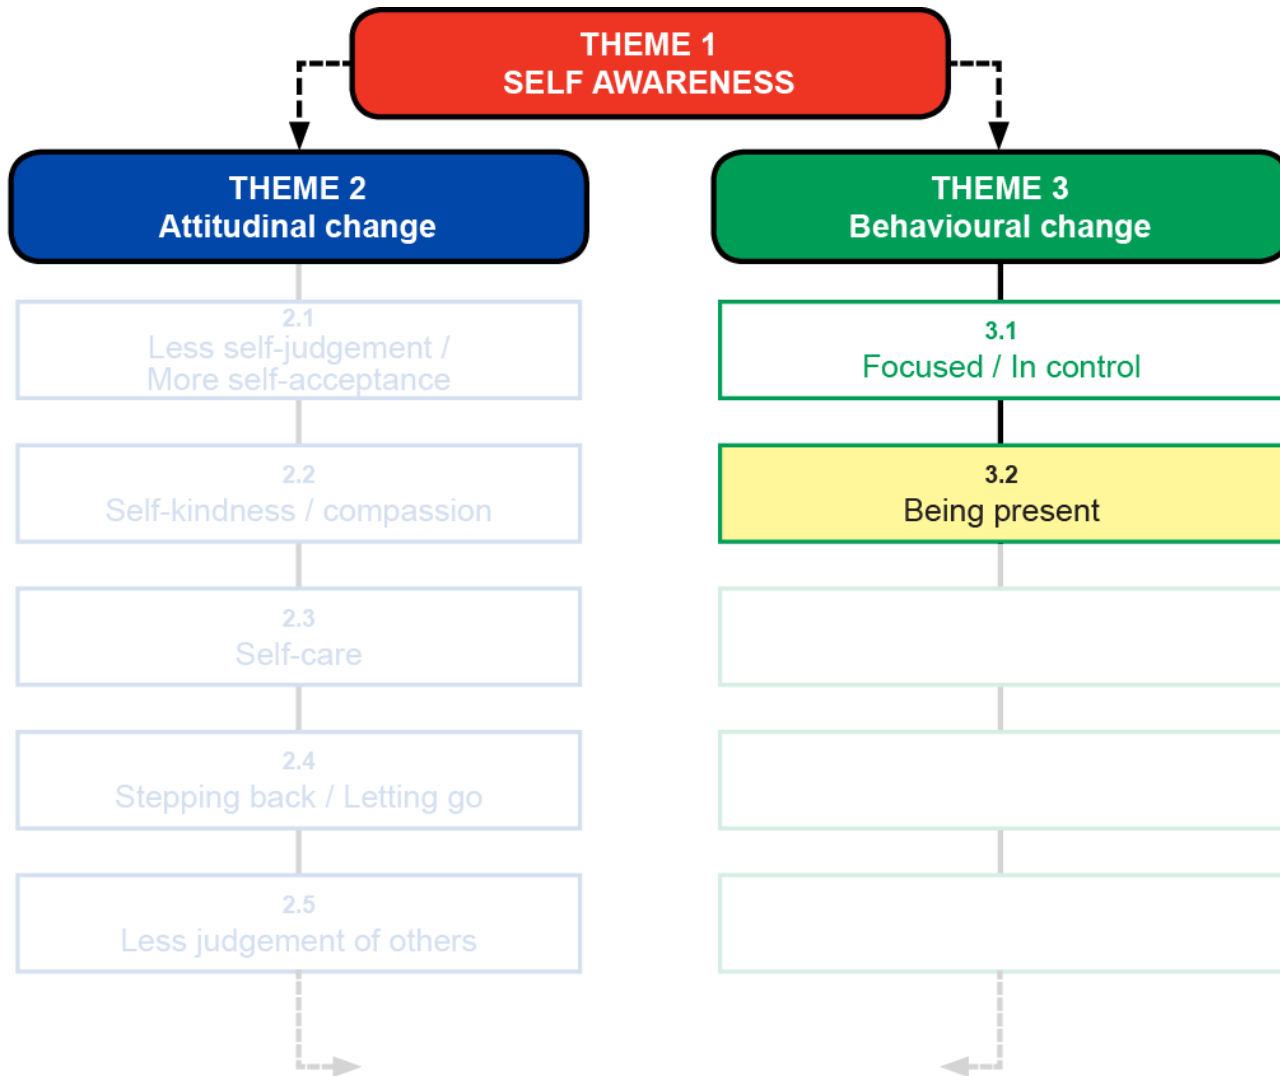 THEME 1
SELF AWARENESS
THEME 2
Attitudinal change
2.1
Less self-judgement /
More self-acceptance
2.2
Self-kindness / compassion
2.3
Self-care
2.4
Stepping back / Letting go
2.5
Less judgement of others
THEME 3
Behavioural change
3.1
Focused / In control
3.2
Being present